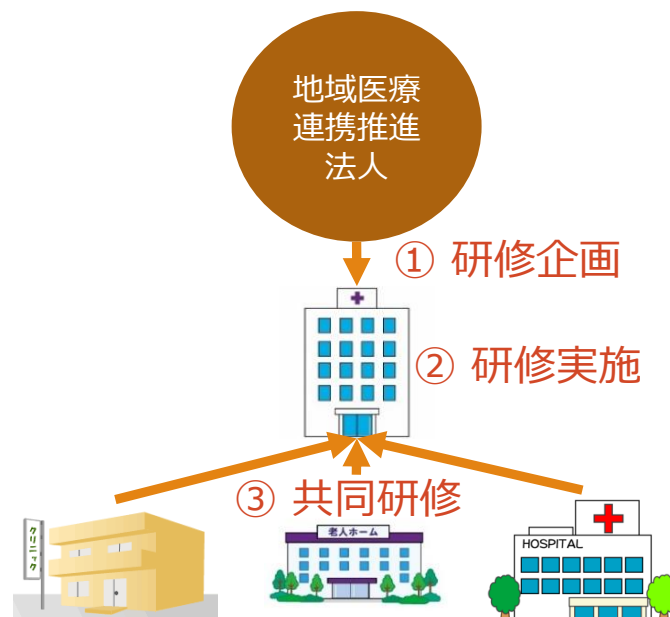 地域医療
連携推進
法人
① 研修企画
② 研修実施
③ 共同研修
クリニック
老人ホーム
HOSPITAL